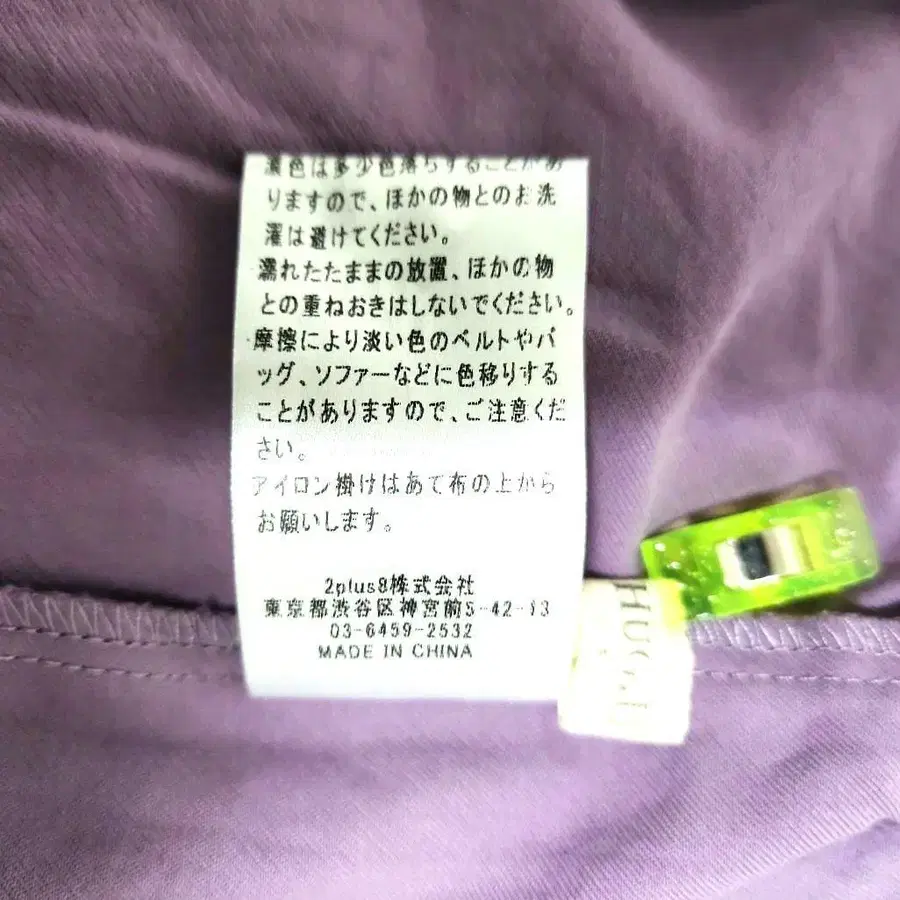 濃色は多少色落ちすることがあ
りますので、ほかの物とのお洗
濯は避けてください。
濡れたたままの放置、ほかの物
との重ねおきはしないでください。
摩擦により淡い色のベルトやバ
ッグ、ソファーなどに色移りする
ことがありますので、ご注意くだ
さい。
アイロン掛けはあて布の上から
お願いします。
2plus8株式会社
東京都渋谷区神宮前5-42-13
03-6459-2532
MADE IN CHINA